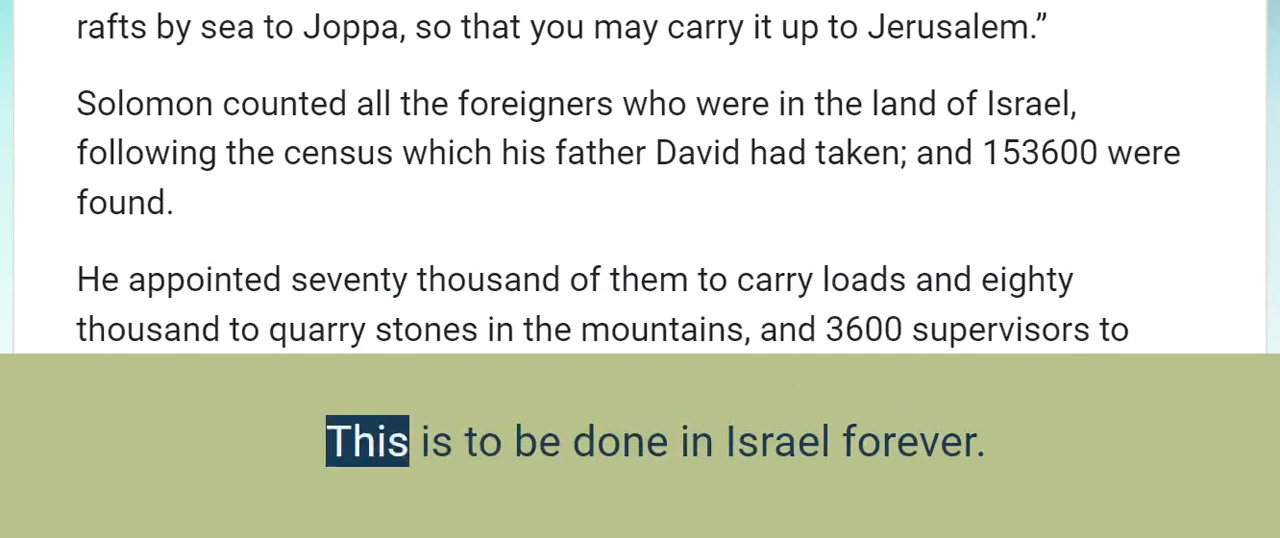 rafts by sea to Joppa, so that you may carry it up to Jerusalem.”
Solomon counted all the foreigners who were in the land of Israel,
following the census which his father David had taken; and 153600 were
found.
He appointed seventy thousand of them to carry loads and eighty
thousand to quarry stones in the mountains, and 3600 supervisors to
This is to be done in Israel forever.